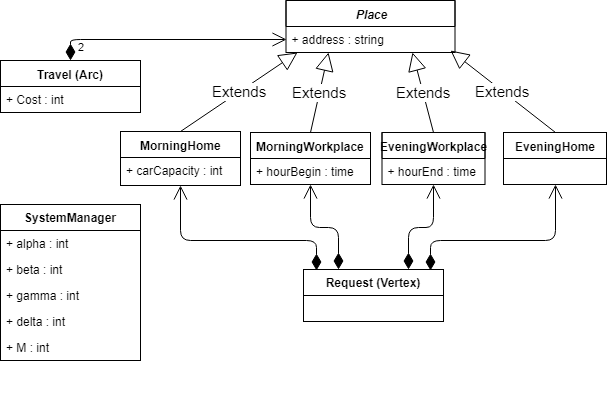 Place
+ address : string
2
Travel (Arc)
+ Cost : int
Extends
Extends
Extends
Extends
MorningHome
+ carCapacity : int
MorningWorkplace
+ hourBegin : time
EveningWorkplace
+ hourEnd : time
EveningHome
SystemManager
+ alpha : int
+ beta : int
+ gamma : int
+ delta : int
+ M : int
Request (Vertex)